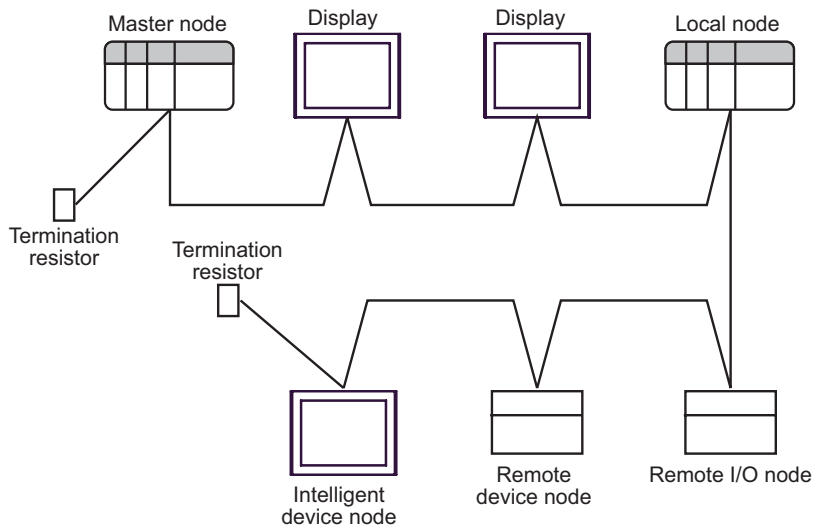 Master node
Display
Display
Local node
Termination
resistor
Termination
resistor
Intelligent
device node
Remote
device node
Remote I/O node